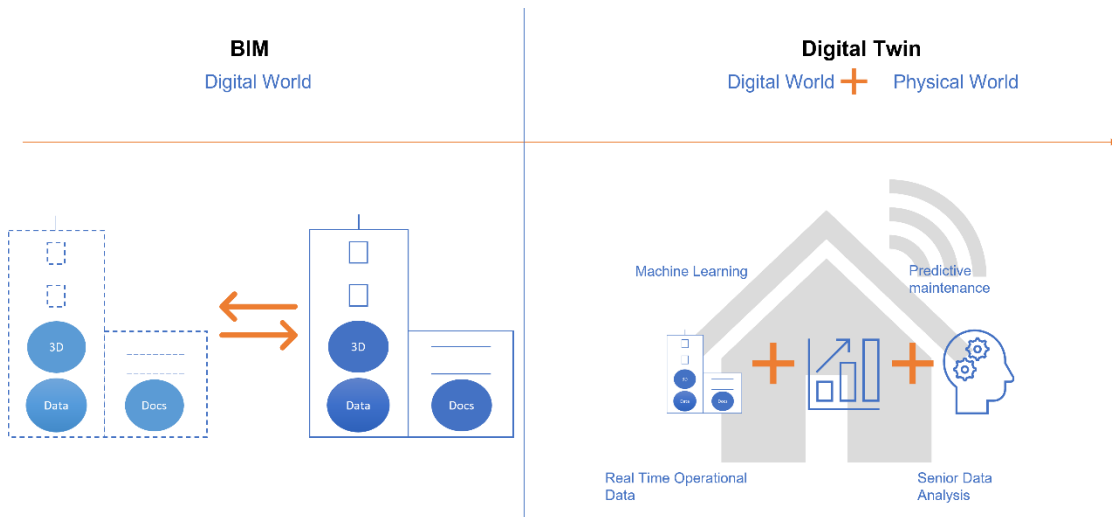 BIM
Digital World
Digital Twin
Digital World
Physical World
3D
Data
Docs
3D
Data
Docs
Machine Learning
Predictive
maintenance
3D
Data
Docs
Real Time Operational
Data
Senior Data
Analysis